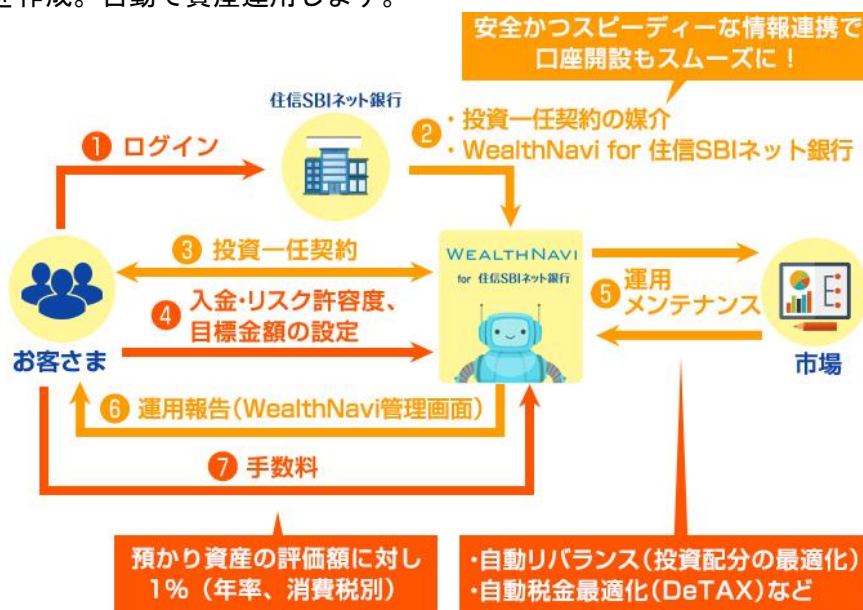 作成。自動で資産運用します。
安全かつスピーディーな情報連携で
口座開設もスムーズに！
住信SBIネット銀行
1 ログイン
2 ・投資一任契約の媒介
・WealthNavi for 住信SBIネット銀行
3 投資一任契約
WEALTHNAVI
for 住信SBIネット銀行
4 入金・リスク許容度、
目標金額の設定
5 運用
メンテナンス
お客さま
市場
6 運用報告（WealthNavi管理画面）
7 手数料
預かり資産の評価額に対し
1%（年率、消費税別）
・自動リバランス（投資配分の最適化）
・自動税金最適化（DeTAX）など